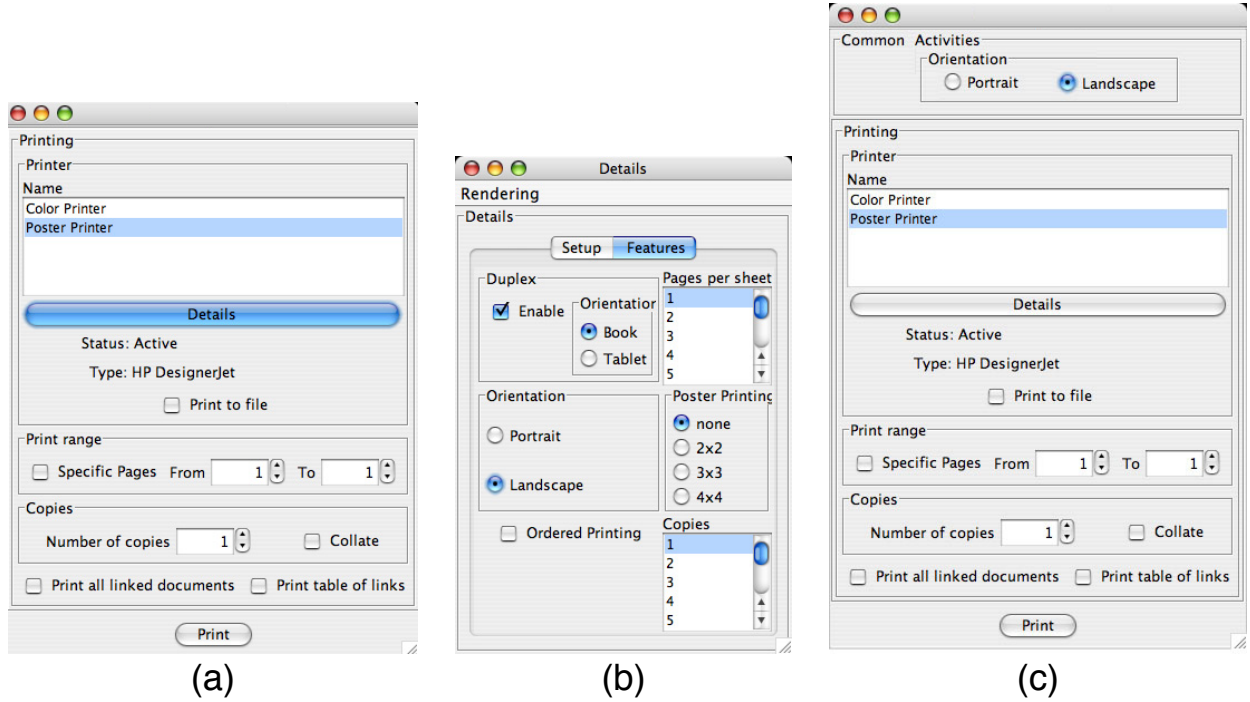 Printing
Printer
Name
Color Printer
Poster Printer
Details
Status: Active
Type: HP DesignerJet
Print to file
Print range
Specific Pages From 1 To 1
Copies
Number of copies 1 Collate
Print all linked documents Print table of links
Print
(a)
Details
Rendering
Details
Setup Features
Duplex
Enable
Orientation
Book
Tablet
Pages per sheet
1
2
3
4
5
Orientation
Portrait
Landscape
Poster Printing
none
2x2
3x3
4x4
Ordered Printing
Copies
1
2
3
4
5
(b)
Common Activities
Orientation
Portrait Landscape
Printing
Printer
Name
Color Printer
Poster Printer
Details
Status: Active
Type: HP DesignerJet
Print to file
Print range
Specific Pages From 1 To 1
Copies
Number of copies 1 Collate
Print all linked documents Print table of links
Print
(c)